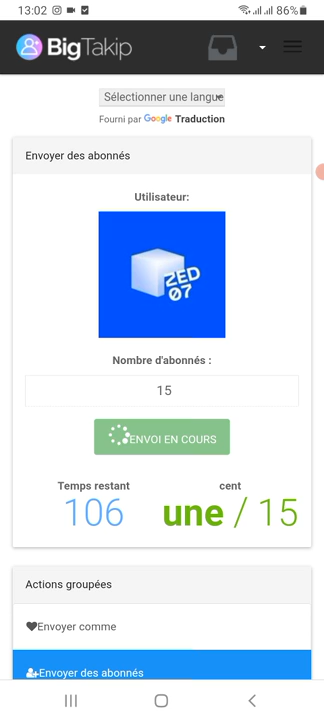 13:02 86%
BigTakip
Sélectionner une langue
Fourni par Google Traduction
Envoyer des abonnés
Utilisateur:
ZED
07
Nombre d'abonnés :
15
ENVOI EN COURS
Temps restant cent
106 une / 15
Actions groupées
Envoyer comme
Envoyer des abonnés